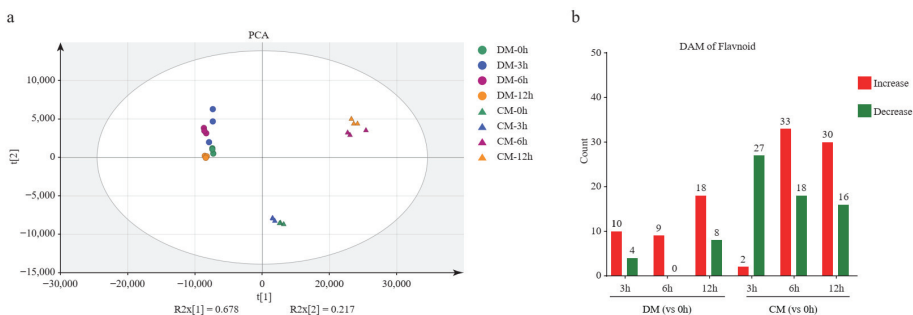 a
PCA
10,000
5,000
0
−5,000
−10,000
−15,000
t[2]
−30,000 −20,000 −10,000 0 10,000 20,000 30,000
t[1]
R2x[1] = 0.678 R2x[2] = 0.217
DM-0h
DM-3h
DM-6h
DM-12h
CM-0h
CM-3h
CM-6h
CM-12h
b
DAM of Flavnoid
50
40
30
20
10
0
Count
10 4 9 0 18 8 2 27 33 18 30 16
3h 6h 12h 3h 6h 12h
DM (vs 0h) CM (vs 0h)
Increase
Decrease